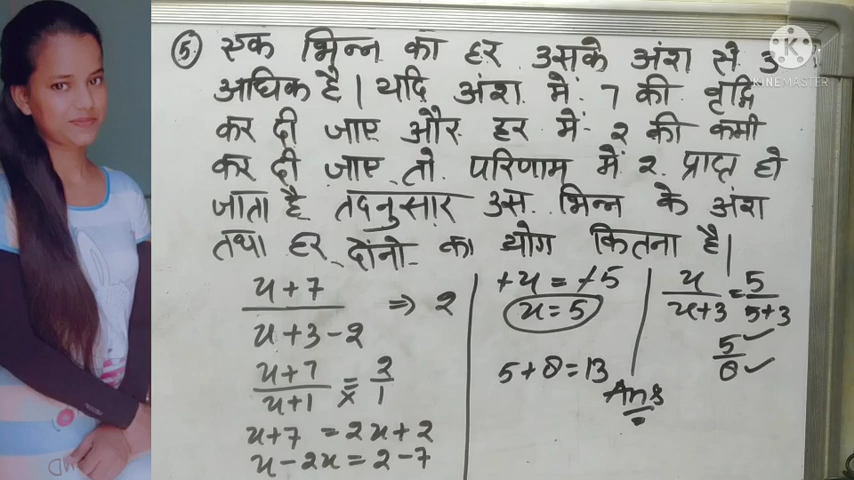 5. एक भिन्न का हर उसके अंश से
अधिक है। यदि अंश में 7 की वृद्धि
कर दी जाए और हर में 2 की कमी
कर दी जाए तो परिणाम में 2 प्राप्त हो
जाता है तदनुसार उस भिन्न के अंश
तथा हर दोनो का योग कितना है।
x+7 / x+3-2 ⇒ 2
x+7 / x+1 = 2 / 1
x+7 = 2x+2
x-2x = 2-7
+x = +5
x = 5
5+8=13
Ans
x / x+3 = 5 / 5+3
5 / 8
KINEMASTER